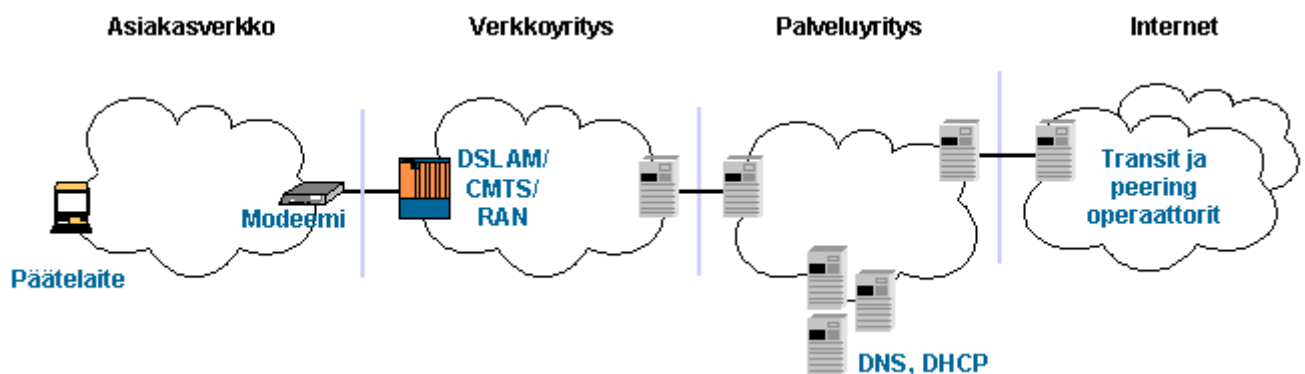 Asiakasverkko
Verkkoyritys
Palveluyritys
Internet
Päätelaite
Modeemi
DSLAM/
CMTS/
RAN
DNS, DHCP
Transit ja
peering
operaattorit